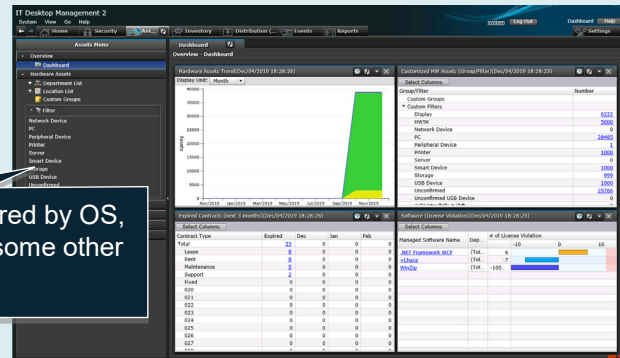 IT Desktop Management 2
System View Go Help
system Log Out Dashboard Help
Home Security Ass... Inventory Distribution (... Events Reports Settings
Assets Menu
Overview
Dashboard
Hardware Assets
Department List
Location List
Custom Groups
Filter
Network Device
PC
Peripheral Device
Printer
Server
Smart Device
Storage
USB Device
Unconfirmed
red by OS,
some other
Dashboard
Overview - Dashboard
Hardware Assets Trend(Dec/04/2019 18:28:26)
Display Unit: Month
40000
35000
30000
25000
20000
15000
10000
5000
0
Nov/2018 Jan/2019 Mar/2019 May/2019 Jul/2019 Sep/2019 Nov/2019
Customized HW Assets (Group/Filter)(Dec/04/2019 18:28:25)
Select Columns
Group/Filter Number
Custom Groups
Custom Filters
Display 6222
HWSK 5000
Network Device 0
PC 28485
Peripheral Device 1
Printer 1000
Server 0
Smart Device 1000
Storage 999
USB Device 1000
Unconfirmed 29766
Unconfirmed USB Device 0
Expired Contracts (next 3 months)(Dec/04/2019 18:28:26)
Select Columns
Contract Type Expired Dec Jan Feb
Total 23 0 0 0
Lease 8 0 0 0
Rent 8 0 0 0
Maintenance 5 0 0 0
Support 2 0 0 0
Fixed 0 0 0 0
020 0 0 0 0
021 0 0 0 0
022 0 0 0 0
023 0 0 0 0
024 0 0 0 0
025 0 0 0 0
026 0 0 0 0
027 0 0 0 0
Software (License Violation)(Dec/04/2019 18:28:25)
Select Columns
Managed Software Name Dep... # of License Violation
-10 0 10
.NET Framework WCF (Tot... 6
+Lhaca (Tot... -7
WinZip (Tot... -100...